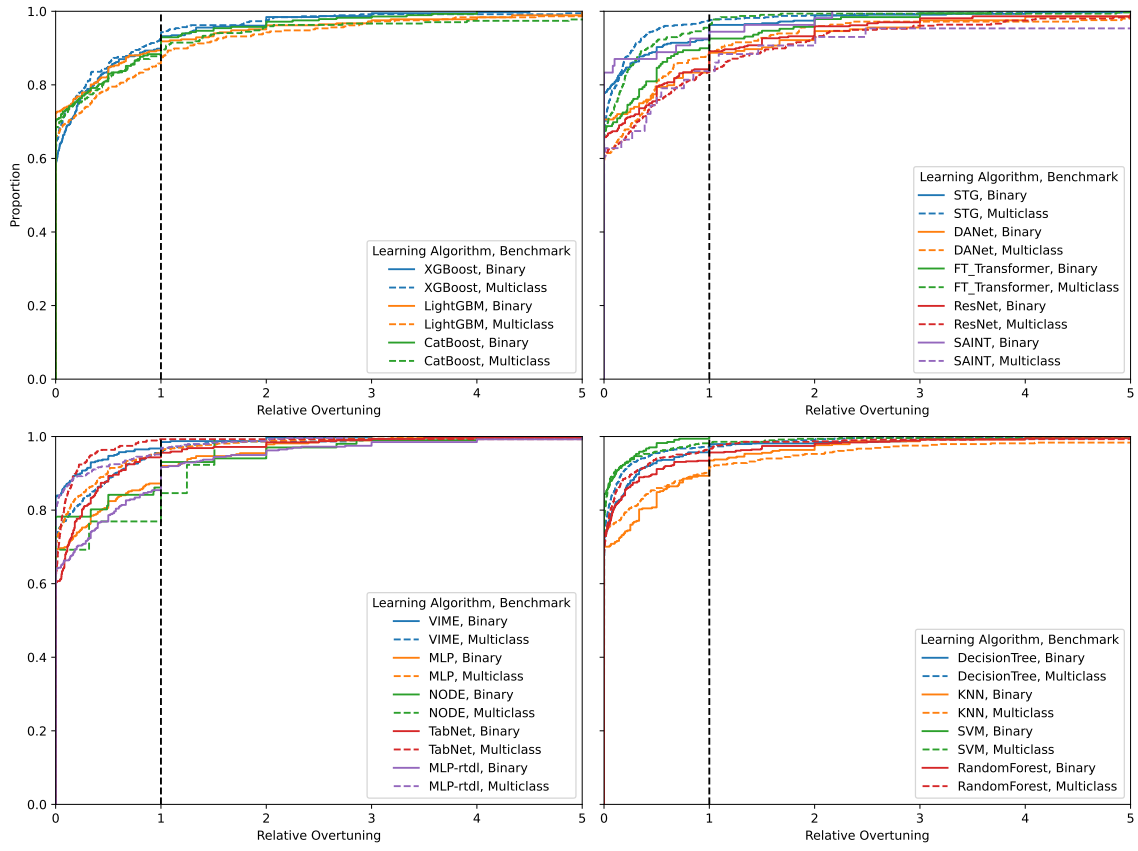 1.0
0.8
0.6
0.4
0.2
0.0
Proportion
0 1 2 3 4 5
Relative Overtuning
Learning Algorithm, Benchmark
XGBoost, Binary
XGBoost, Multiclass
LightGBM, Binary
LightGBM, Multiclass
CatBoost, Binary
CatBoost, Multiclass
0 1 2 3 4 5
Relative Overtuning
Learning Algorithm, Benchmark
STG, Binary
STG, Multiclass
DANet, Binary
DANet, Multiclass
FT_Transformer, Binary
FT_Transformer, Multiclass
ResNet, Binary
ResNet, Multiclass
SAINT, Binary
SAINT, Multiclass
1.0
0.8
0.6
0.4
0.2
0.0
0 1 2 3 4 5
Relative Overtuning
Learning Algorithm, Benchmark
VIME, Binary
VIME, Multiclass
MLP, Binary
MLP, Multiclass
NODE, Binary
NODE, Multiclass
TabNet, Binary
TabNet, Multiclass
MLP-rtdl, Binary
MLP-rtdl, Multiclass
0 1 2 3 4 5
Relative Overtuning
Learning Algorithm, Benchmark
DecisionTree, Binary
DecisionTree, Multiclass
KNN, Binary
KNN, Multiclass
SVM, Binary
SVM, Multiclass
RandomForest, Binary
RandomForest, Multiclass